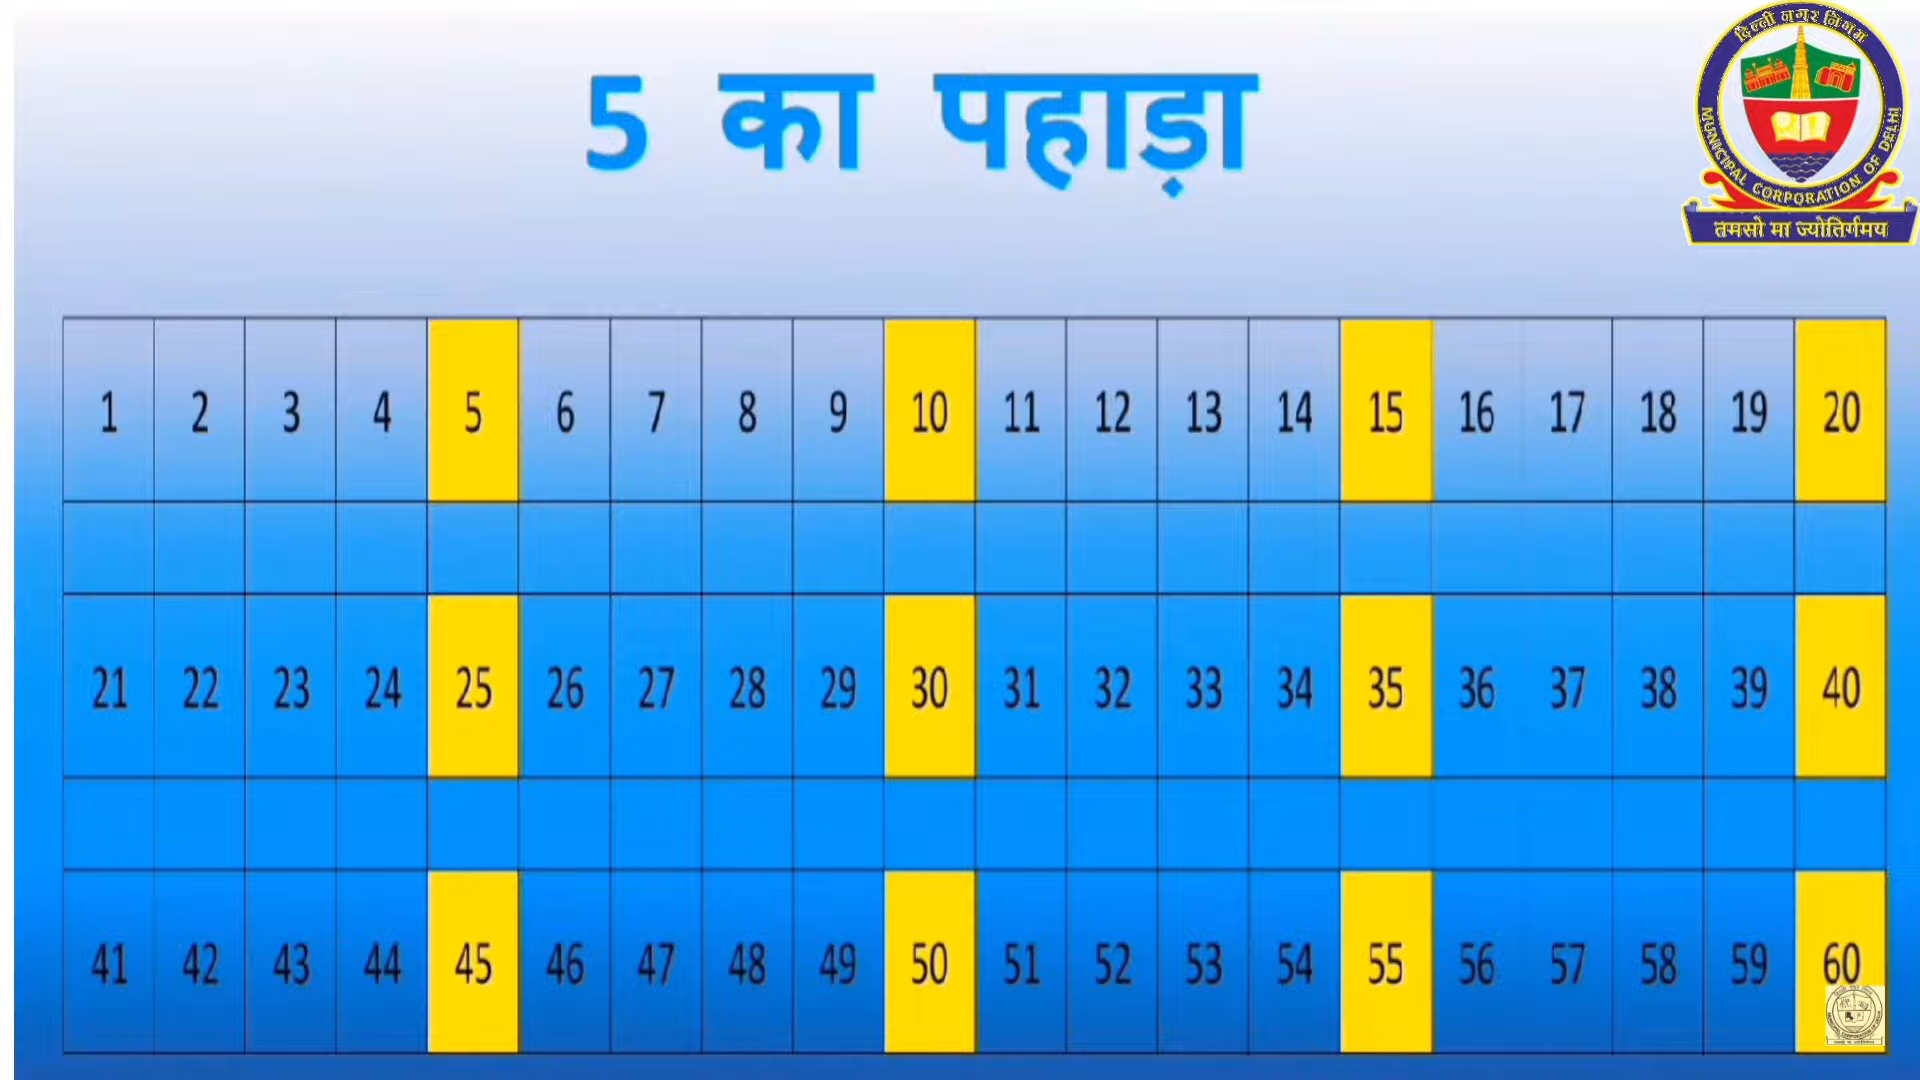 दिल्ली नगर निगम
MUNICIPAL CORPORATION OF DELHI
तमसो मा ज्योतिर्गमय
5 का पहाड़ा
1 2 3 4 5 6 7 8 9 10 11 12 13 14 15 16 17 18 19 20
21 22 23 24 25 26 27 28 29 30 31 32 33 34 35 36 37 38 39 40
41 42 43 44 45 46 47 48 49 50 51 52 53 54 55 56 57 58 59 60